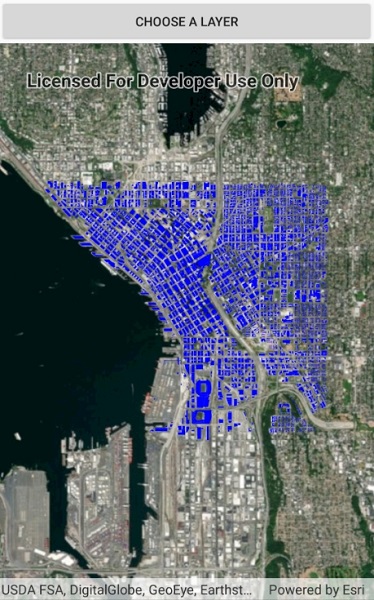 CHOOSE A LAYER
Licensed For Developer Use Only
USDA FSA, DigitalGlobe, GeoEye, Earthst... Powered by Esri